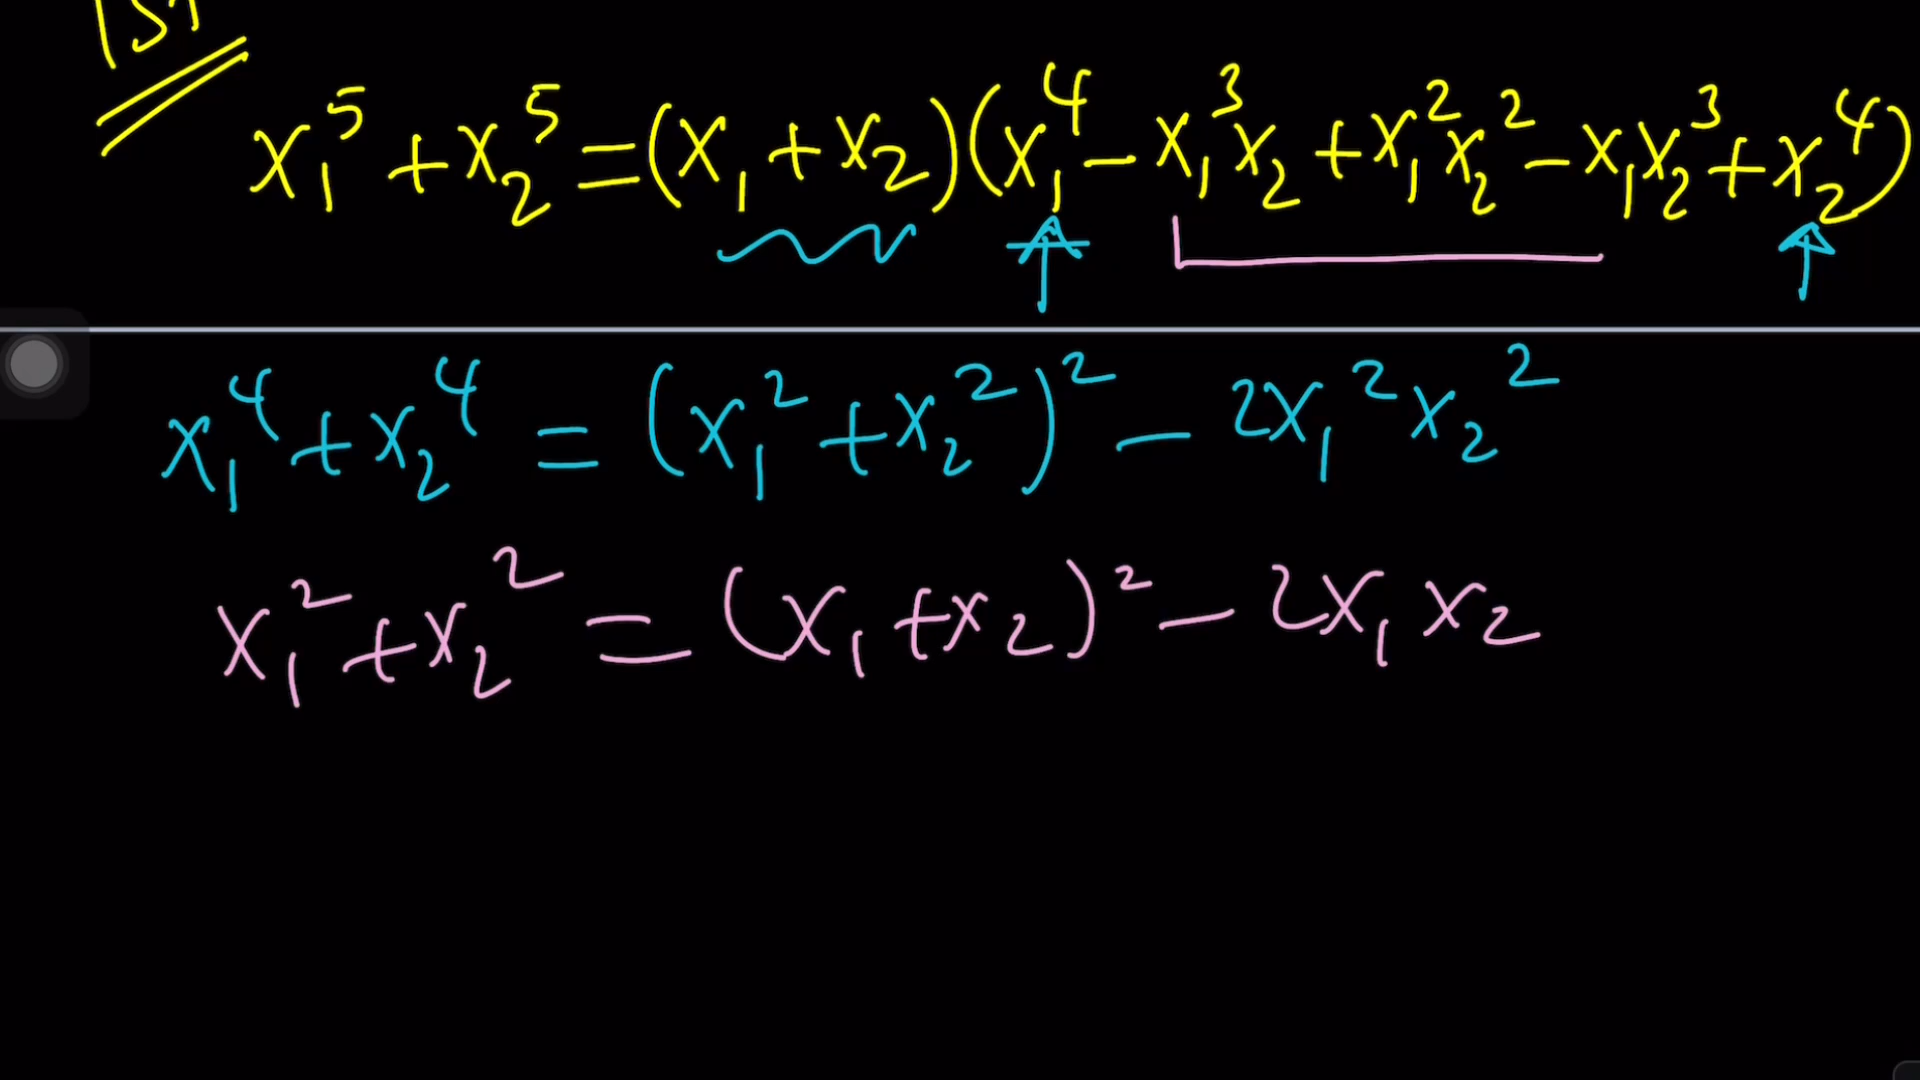 1st
x₁⁵ + x₂⁵ = (x₁ + x₂)(x₁⁴ − x₁³x₂ + x₁²x₂² − x₁x₂³ + x₂⁴)
x₁⁴ + x₂⁴ = (x₁² + x₂²)² − 2x₁²x₂²
x₁² + x₂² = (x₁ + x₂)² − 2x₁x₂